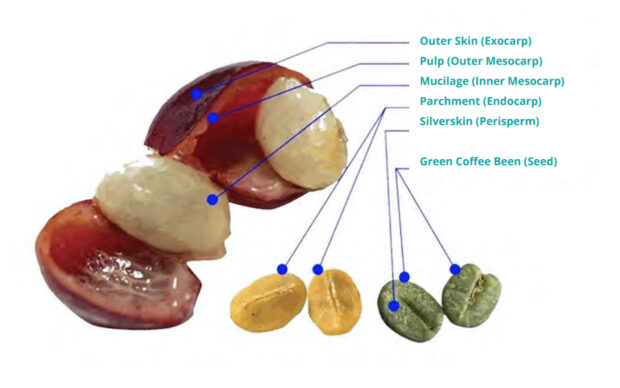 Outer Skin (Exocarp)
Pulp (Outer Mesocarp)
Mucilage (Inner Mesocarp)
Parchment (Endocarp)
Silverskin (Perisperm)
Green Coffee Been (Seed)